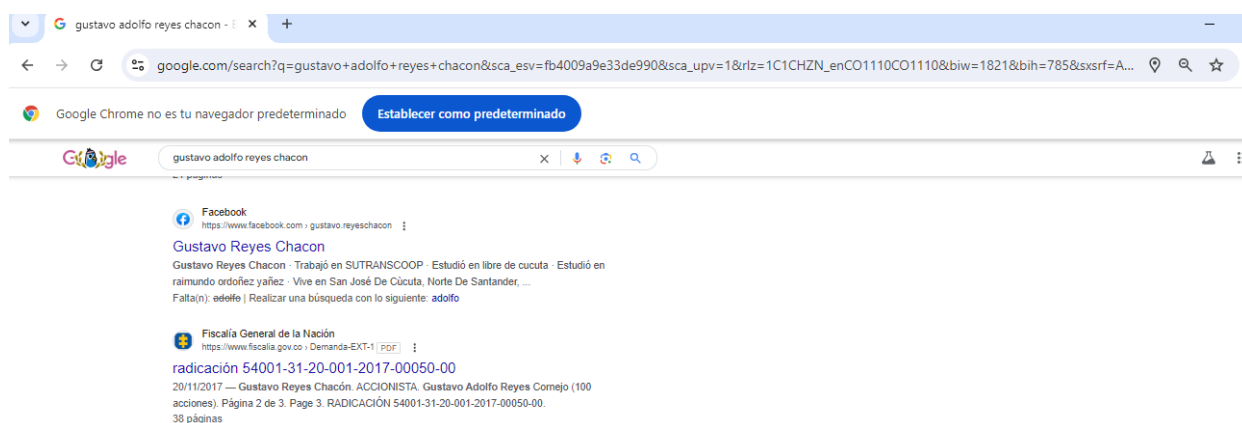 gustavo adolfo reyes chacon - 
google.com/search?q=gustavo+adolfo+reyes+chacon&sca_esv=fb4009a9e33de990&sca_upv=1&rlz=1C1CHZN_enCO1110CO1110&biw=1821&bih=785&sxsrf=A...
Google Chrome no es tu navegador predeterminado Establecer como predeterminado
gustavo adolfo reyes chacon
Facebook
https://www.facebook.com › gustavo.reyeschacon
Gustavo Reyes Chacon
Gustavo Reyes Chacon · Trabajó en SUTRANSCOOP · Estudió en libre de cucuta · Estudió en
raimundo ordoñez yañez · Vive en San José De Cùcuta, Norte De Santander, ...
Falta(n): adolfo | Realizar una búsqueda con lo siguiente: adolfo
Fiscalía General de la Nación
https://www.fiscalia.gov.co › Demanda-EXT-1 PDF
radicación 54001-31-20-001-2017-00050-00
20/11/2017 — Gustavo Reyes Chacón. ACCIONISTA. Gustavo Adolfo Reyes Cornejo (100
acciones). Página 2 de 3. Page 3. RADICACIÓN 54001-31-20-001-2017-00050-00.
38 páginas